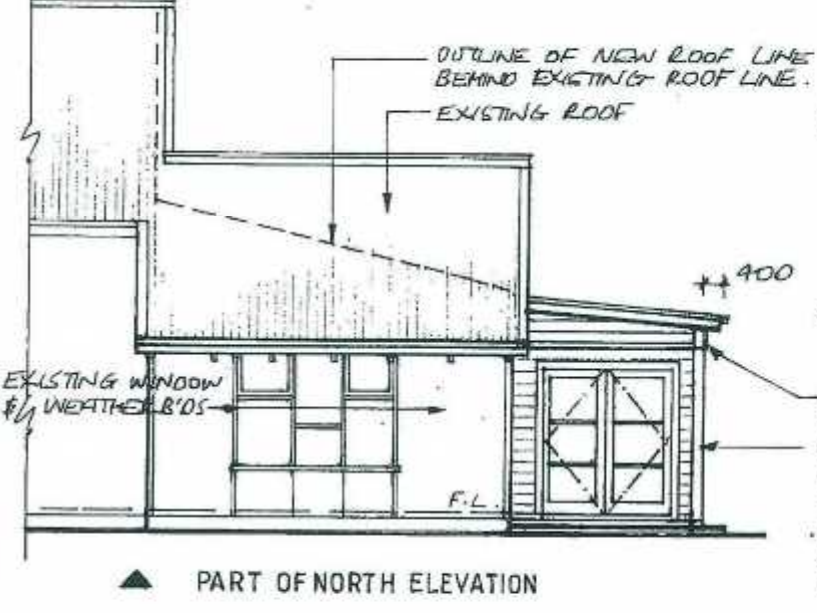 OUTLINE OF NEW ROOF LINE
BEHIND EXISTING ROOF LINE.
EXISTING ROOF
400
EXISTING WINDOW
& WEATHERB'DS
F.L.
PART OF NORTH ELEVATION